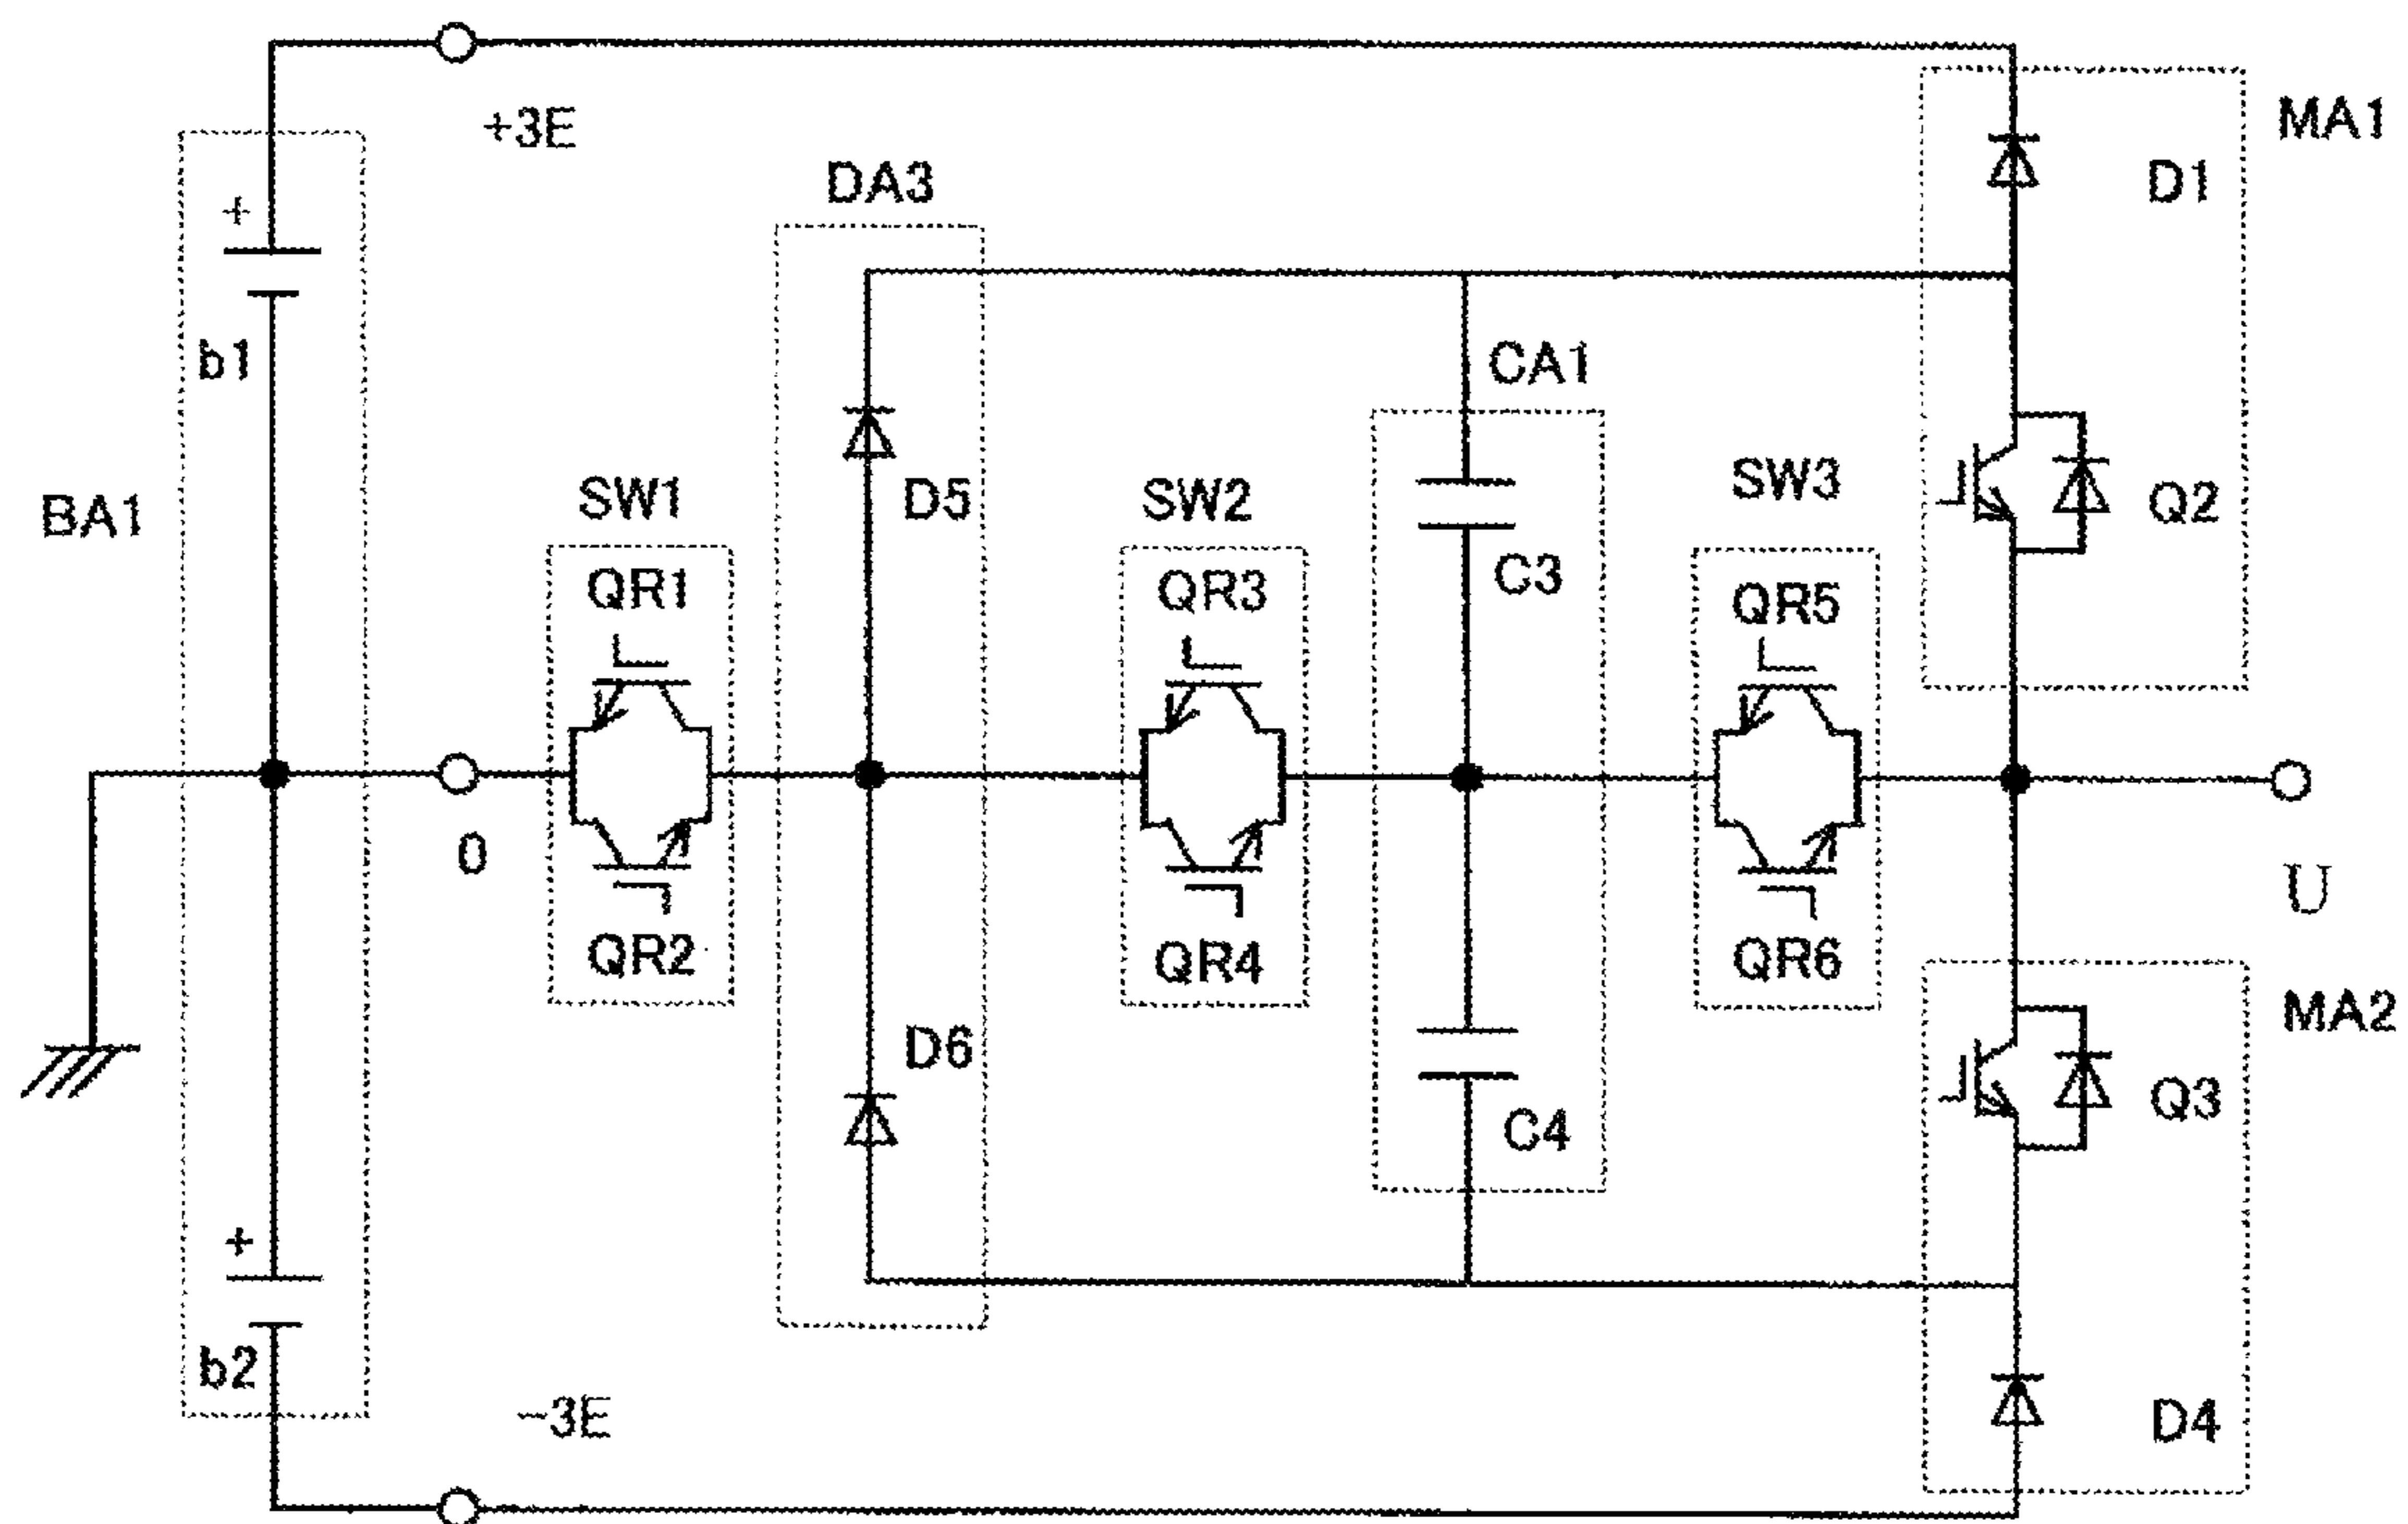 +3E
MA1
D1
DA3
+
b1
CA1
BA1
SW1
D5
SW2
SW3
Q2
QR1
QR3
C3
QR5
0
U
QR2
QR4
QR6
MA2
D6
Q3
C4
+
b2
-3E
D4